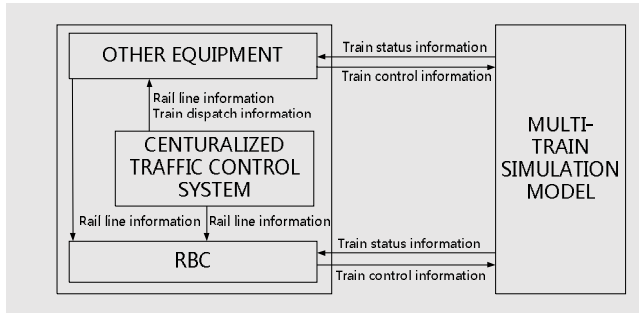 OTHER EQUIPMENT
Train status information
Train control information
Rail line information
Train dispatch information
CENTURALIZED
TRAFFIC CONTROL
SYSTEM
MULTI-
TRAIN
SIMULATION
MODEL
Rail line information
Rail line information
RBC
Train status information
Train control information